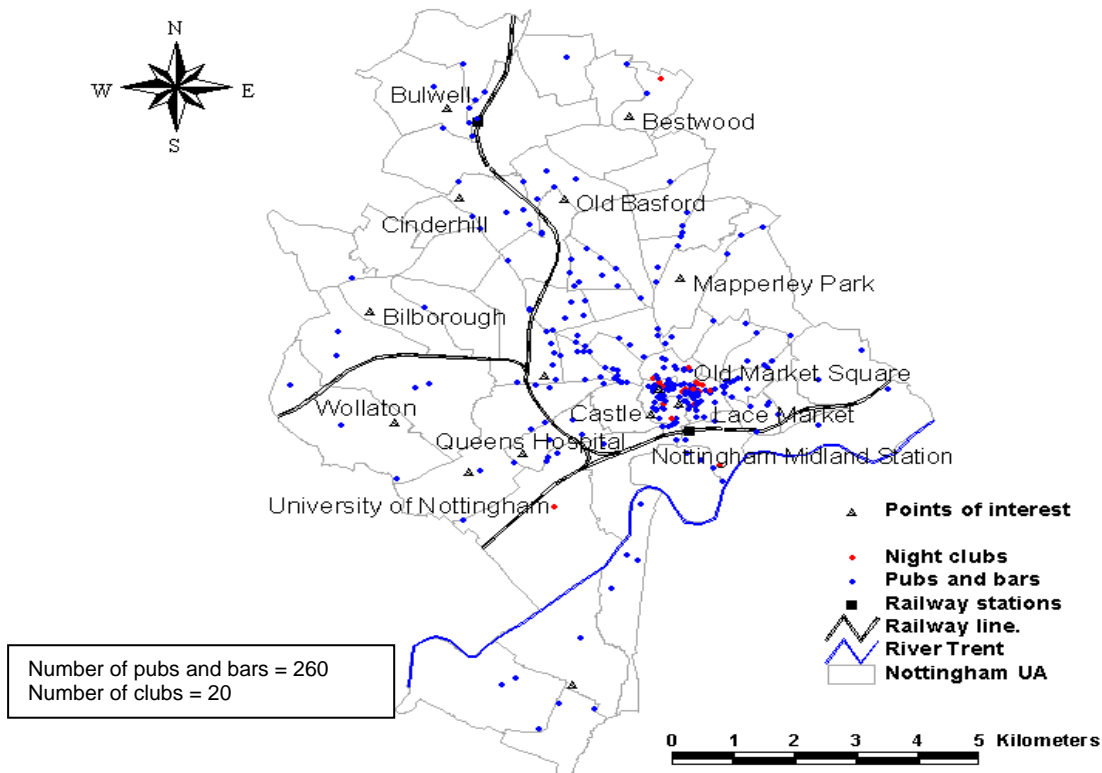 N
W E
S
Bulwell
Bestwood
Old Basford
Cinderhill
Mapperley Park
Bilborough
Old Market Square
Wollaton
Castle
Lace Market
Queens Hospital
Nottingham Midland Station
University of Nottingham
Points of interest
Night clubs
Pubs and bars
Railway stations
Railway line.
River Trent
Nottingham UA
Number of pubs and bars = 260
Number of clubs = 20
0 1 2 3 4 5 Kilometers